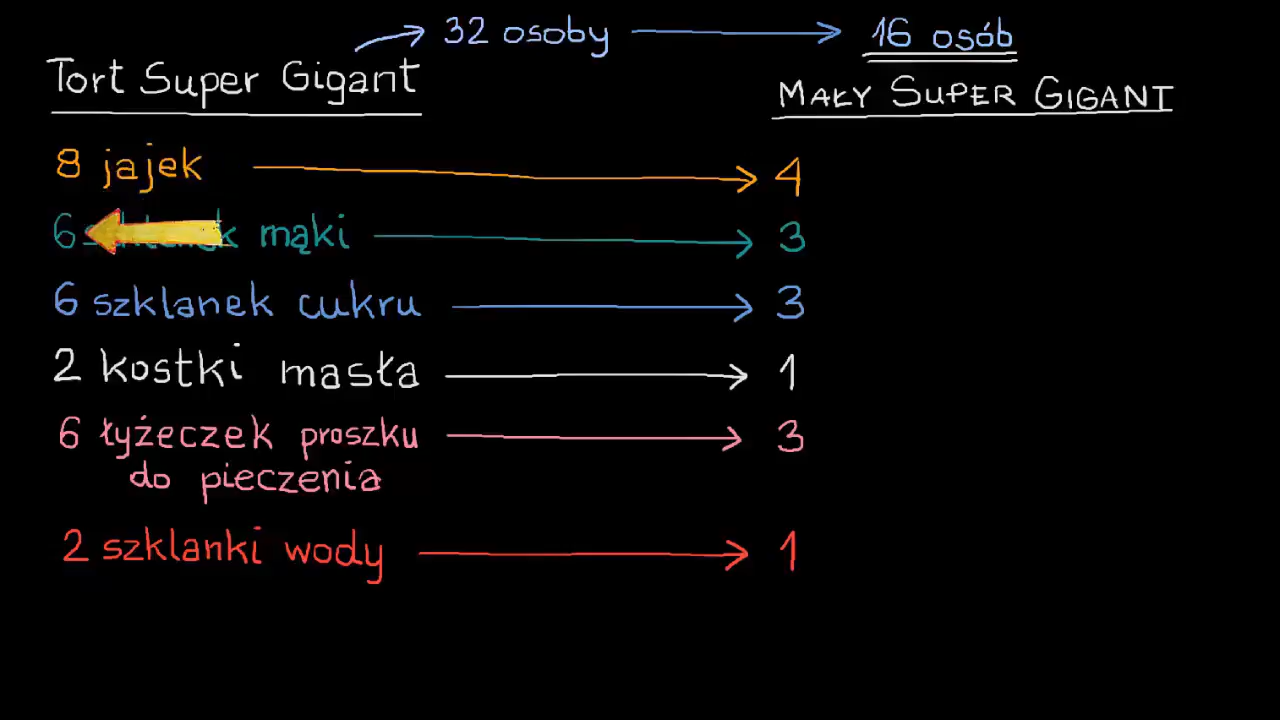 32 osoby 16 osób
Tort Super Gigant MAŁY SUPER GIGANT
8 jajek 4
6 szklanek mąki 3
6 szklanek cukru 3
2 kostki masła 1
6 łyżeczek proszku 3
do pieczenia
2 szklanki wody 1